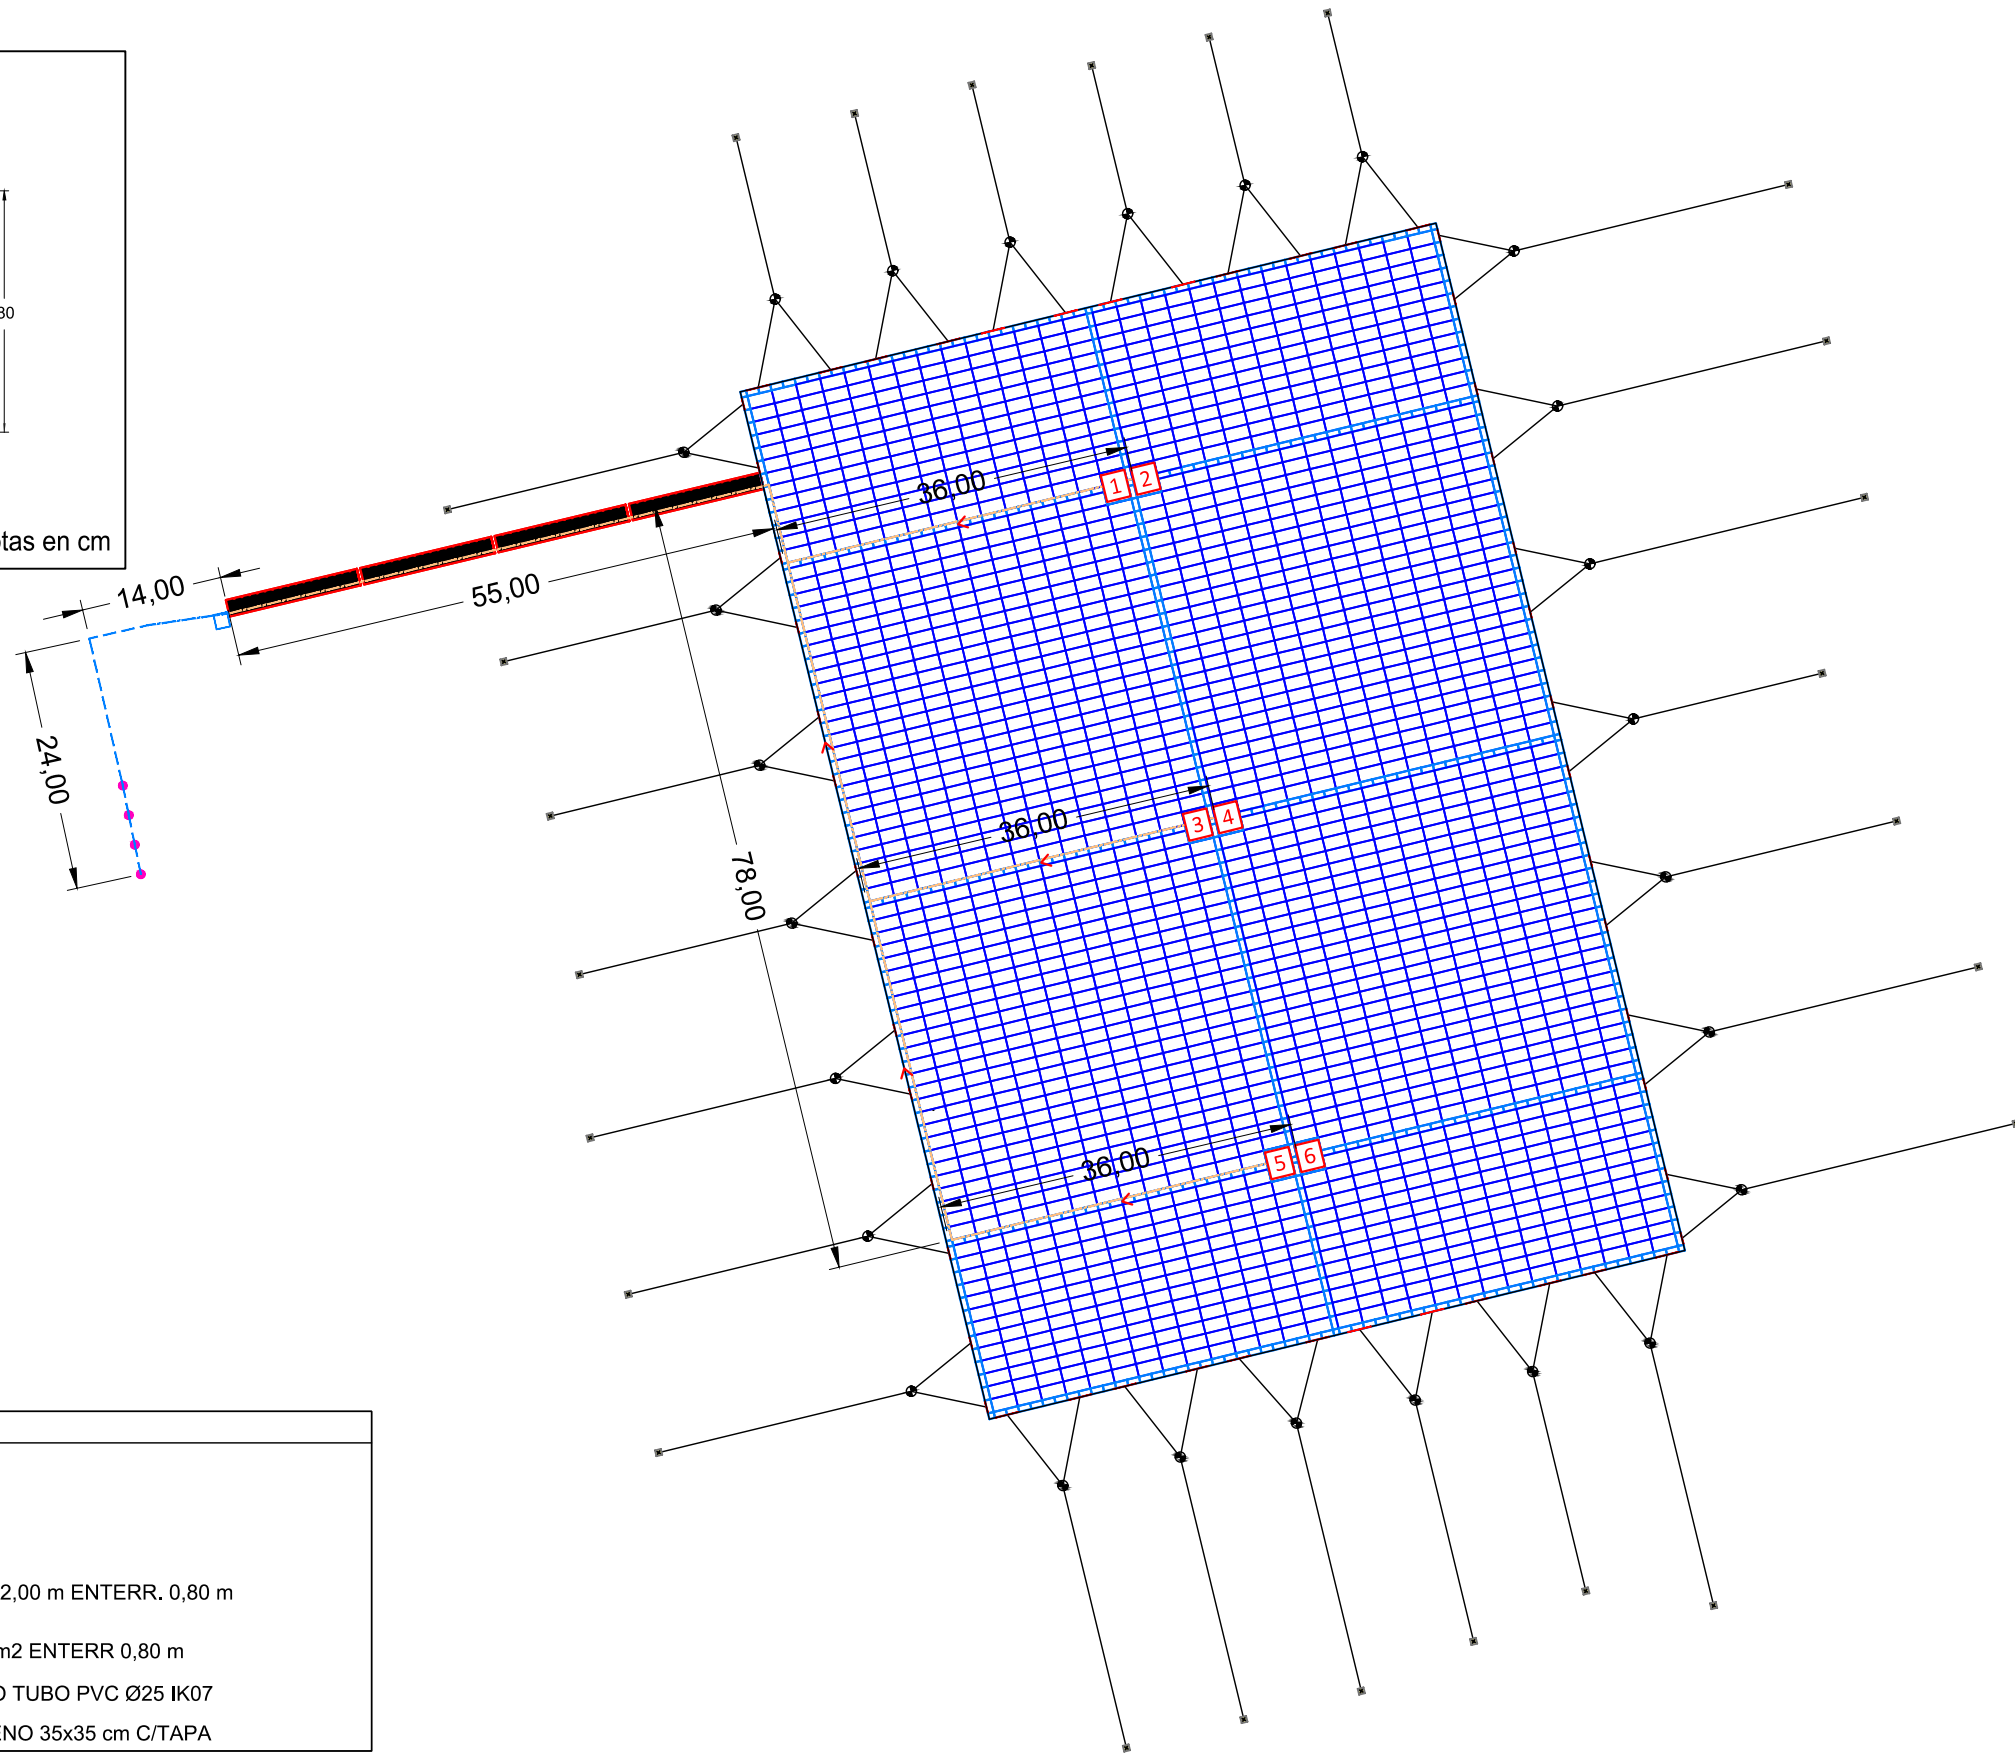 80
otas en cm
14,00
55,00
24,00
78,00
36,00
1 2
36,00
3 4
36,00
5 6
2,00 m ENTERR. 0,80 m
m2 ENTERR 0,80 m
O TUBO PVC Ø25 IK07
ENO 35x35 cm C/TAPA